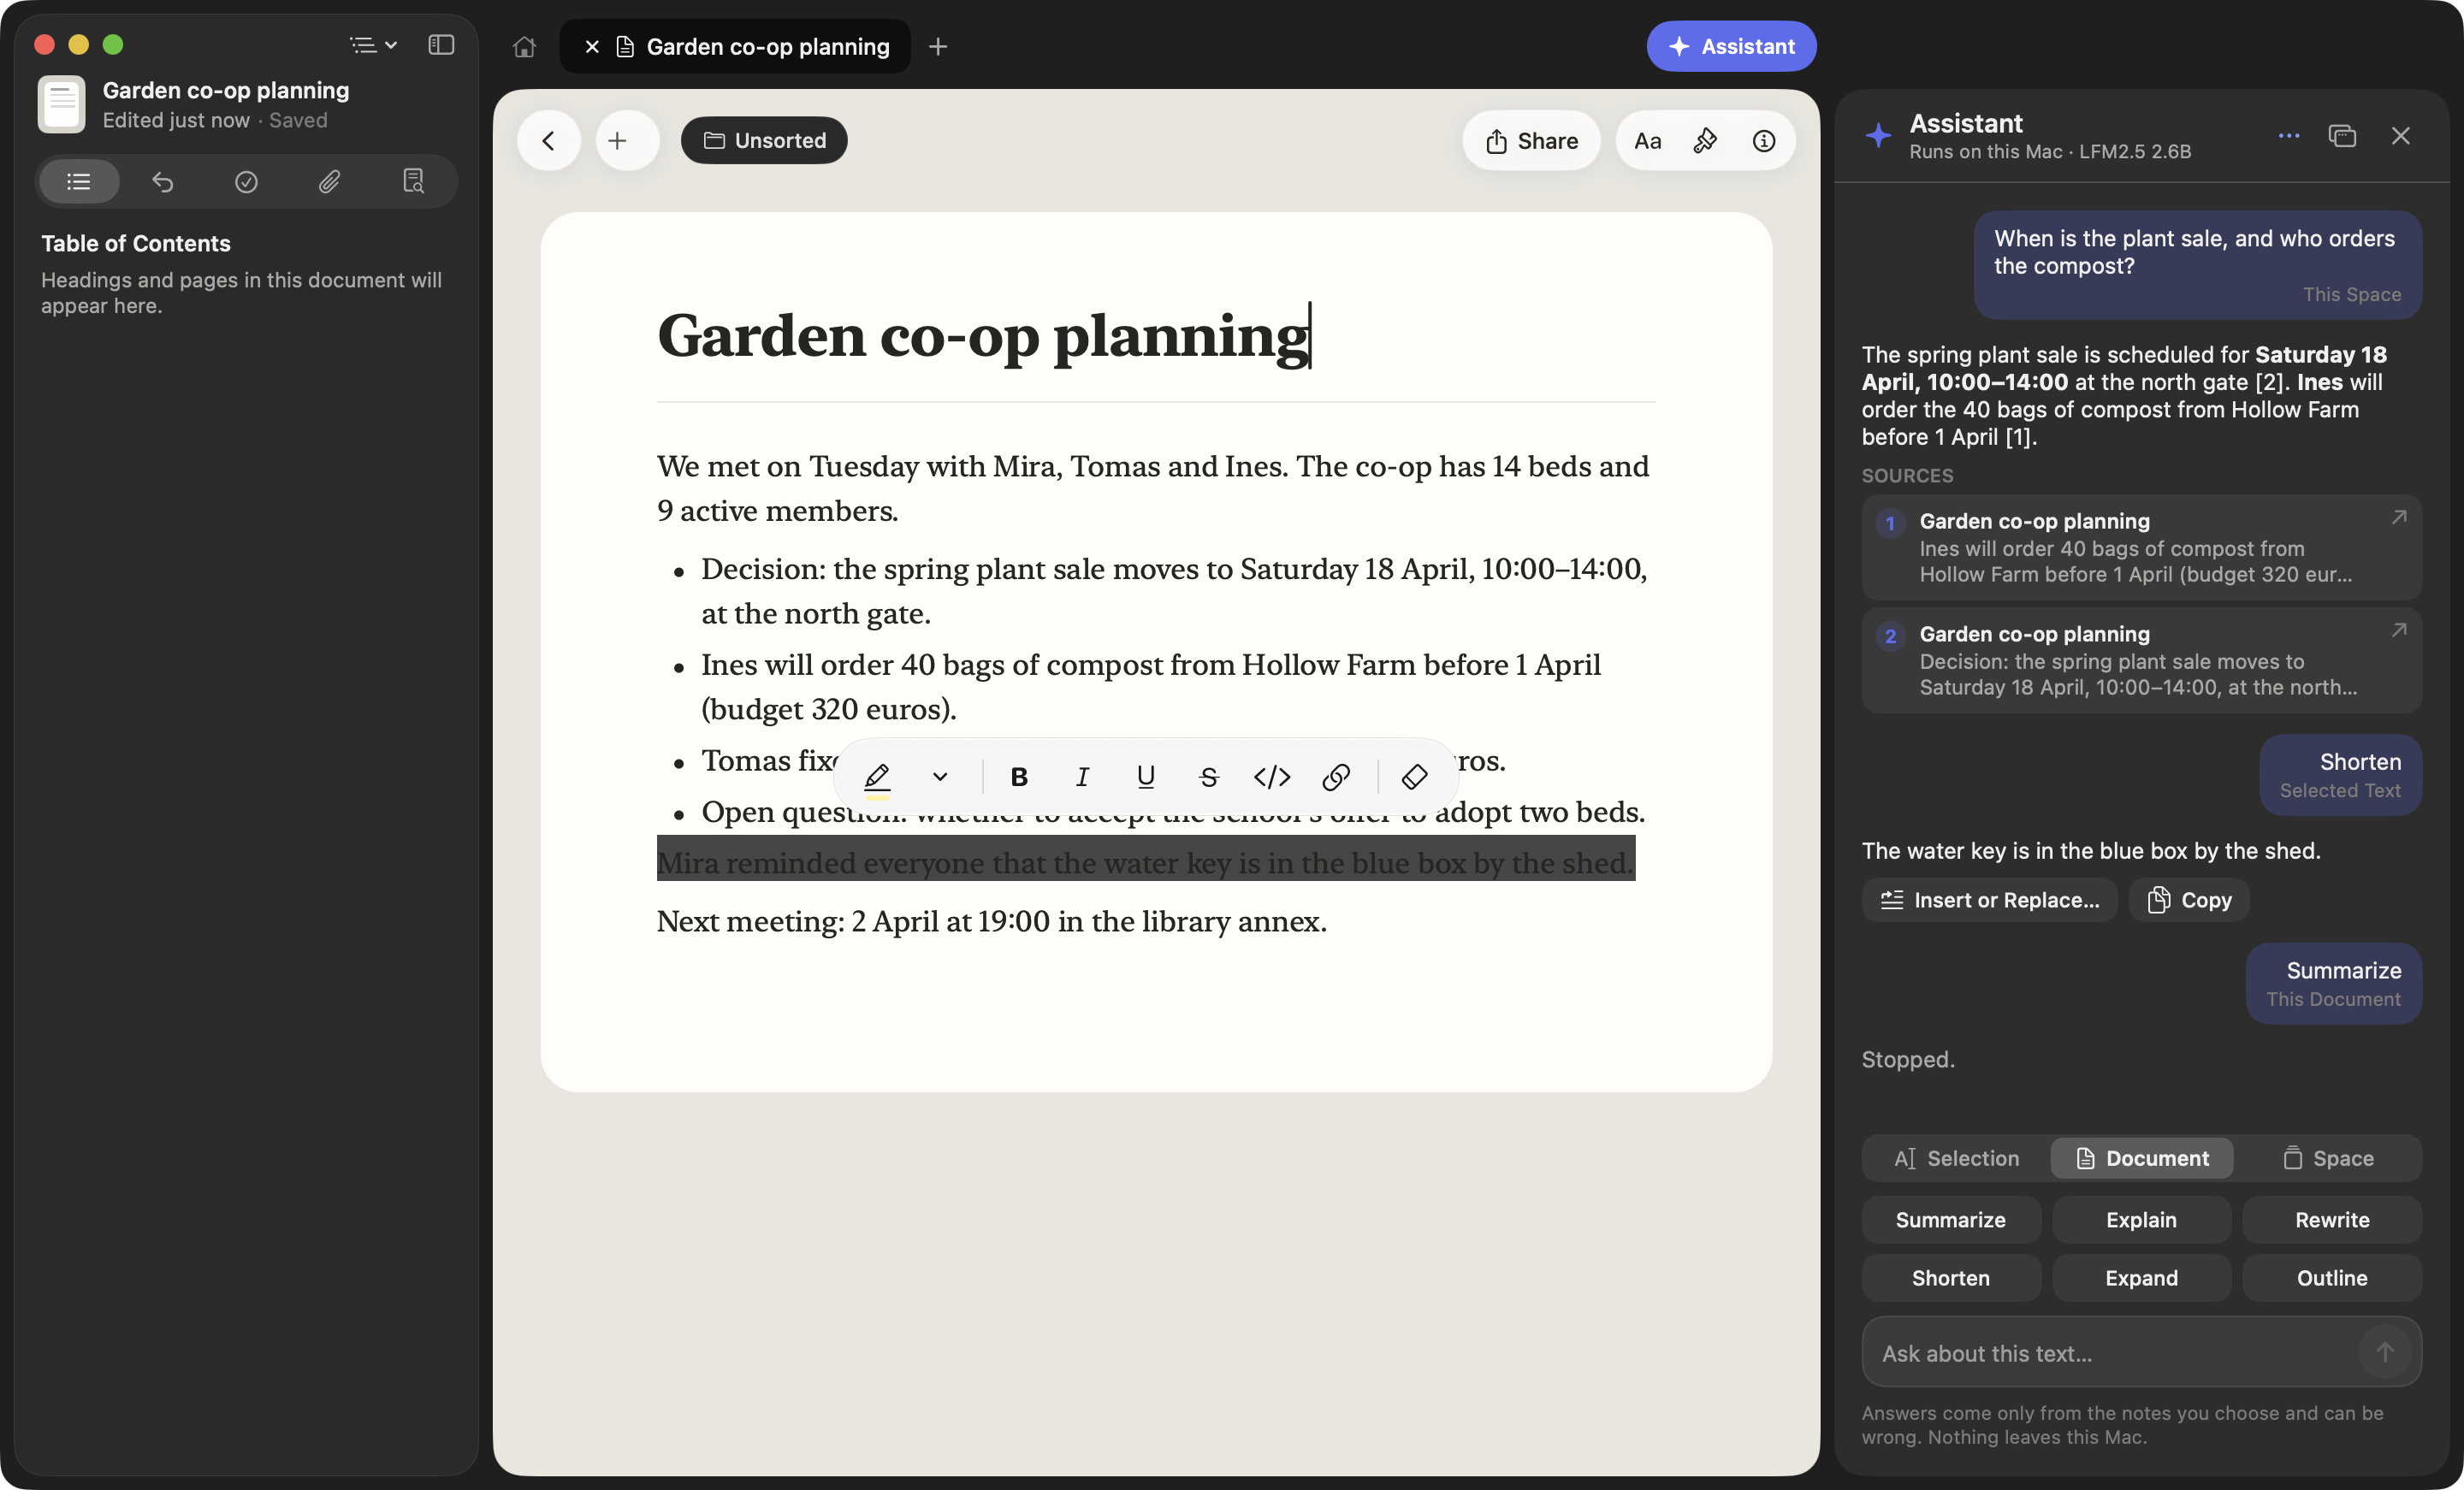 Garden co-op planning
Edited just now · Saved
Table of Contents
Headings and pages in this document will
appear here.
Garden co-op planning
Assistant
Unsorted
Share
Aa
Garden co-op planning
We met on Tuesday with Mira, Tomas and Ines. The co-op has 14 beds and
9 active members.
Decision: the spring plant sale moves to Saturday 18 April, 10:00–14:00,
at the north gate.
Ines will order 40 bags of compost from Hollow Farm before 1 April
(budget 320 euros).
Tomas
B I U S </>
Open question: whether to accept the school's offer to adopt two beds.
Mira reminded everyone that the water key is in the blue box by the shed.
Next meeting: 2 April at 19:00 in the library annex.
Assistant
Runs on this Mac · LFM2.5 2.6B
When is the plant sale, and who orders
the compost?
This Space
The spring plant sale is scheduled for Saturday 18
April, 10:00–14:00 at the north gate [2]. Ines will
order the 40 bags of compost from Hollow Farm
before 1 April [1].
SOURCES
1 Garden co-op planning
Ines will order 40 bags of compost from
Hollow Farm before 1 April (budget 320 eur...
2 Garden co-op planning
Decision: the spring plant sale moves to
Saturday 18 April, 10:00–14:00, at the north...
Shorten
Selected Text
The water key is in the blue box by the shed.
Insert or Replace...
Copy
Summarize
This Document
Stopped.
Selection
Document
Space
Summarize
Explain
Rewrite
Shorten
Expand
Outline
Ask about this text...
Answers come only from the notes you choose and can be
wrong. Nothing leaves this Mac.